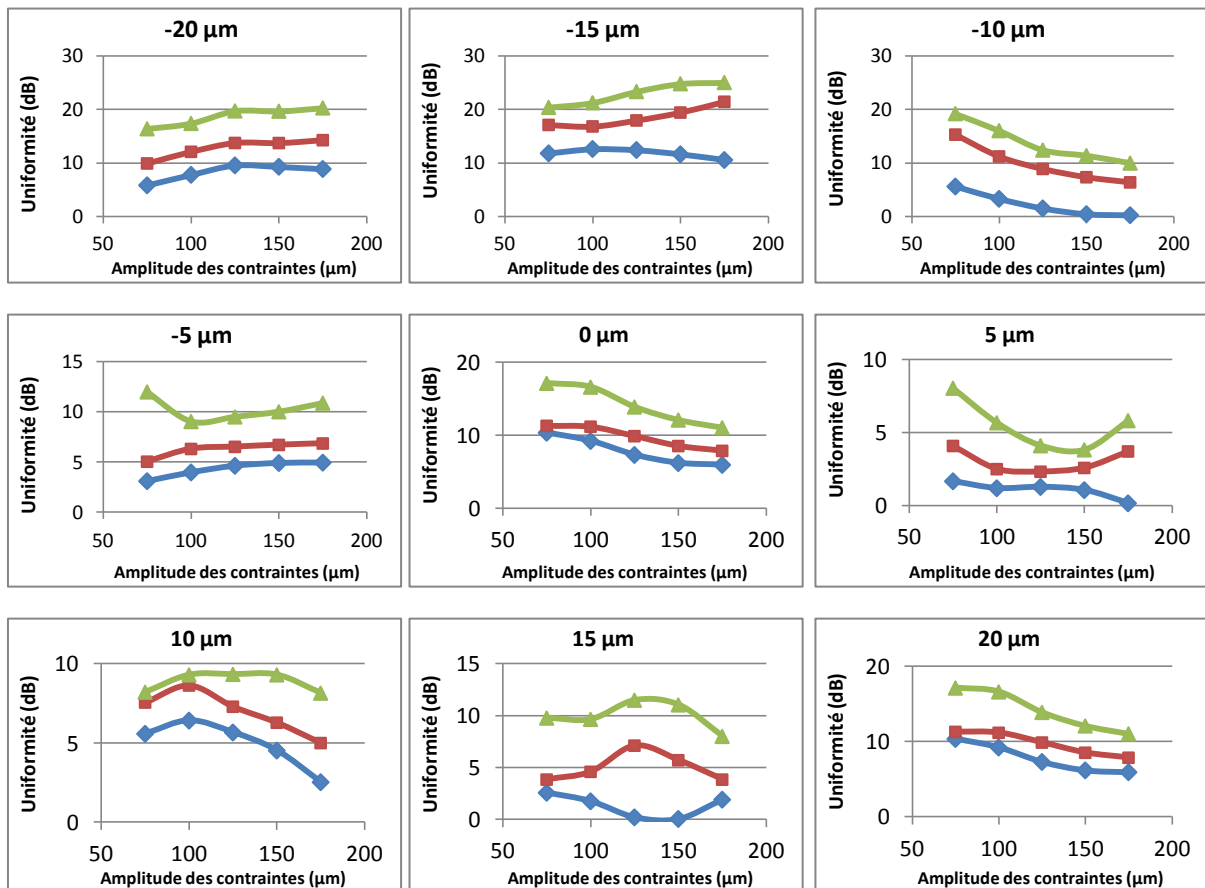 -20 µm
Uniformité (dB)
30
20
10
0
50 100 150 200
Amplitude des contraintes (µm)
-15 µm
Uniformité (dB)
30
20
10
0
50 100 150 200
Amplitude des contraintes (µm)
-10 µm
Uniformité (dB)
30
20
10
0
50 100 150 200
Amplitude des contraintes (µm)
-5 µm
Uniformité (dB)
15
10
5
0
50 100 150 200
Amplitude des contraintes (µm)
0 µm
Uniformité (dB)
20
10
0
50 100 150 200
Amplitude des contraintes (µm)
5 µm
Uniformité (dB)
10
5
0
50 100 150 200
Amplitude des contraintes (µm)
10 µm
Uniformité (dB)
10
5
0
50 100 150 200
Amplitude des contraintes (µm)
15 µm
Uniformité (dB)
15
10
5
0
50 100 150 200
Amplitude des contraintes (µm)
20 µm
Uniformité (dB)
20
10
0
50 100 150 200
Amplitude des contraintes (µm)